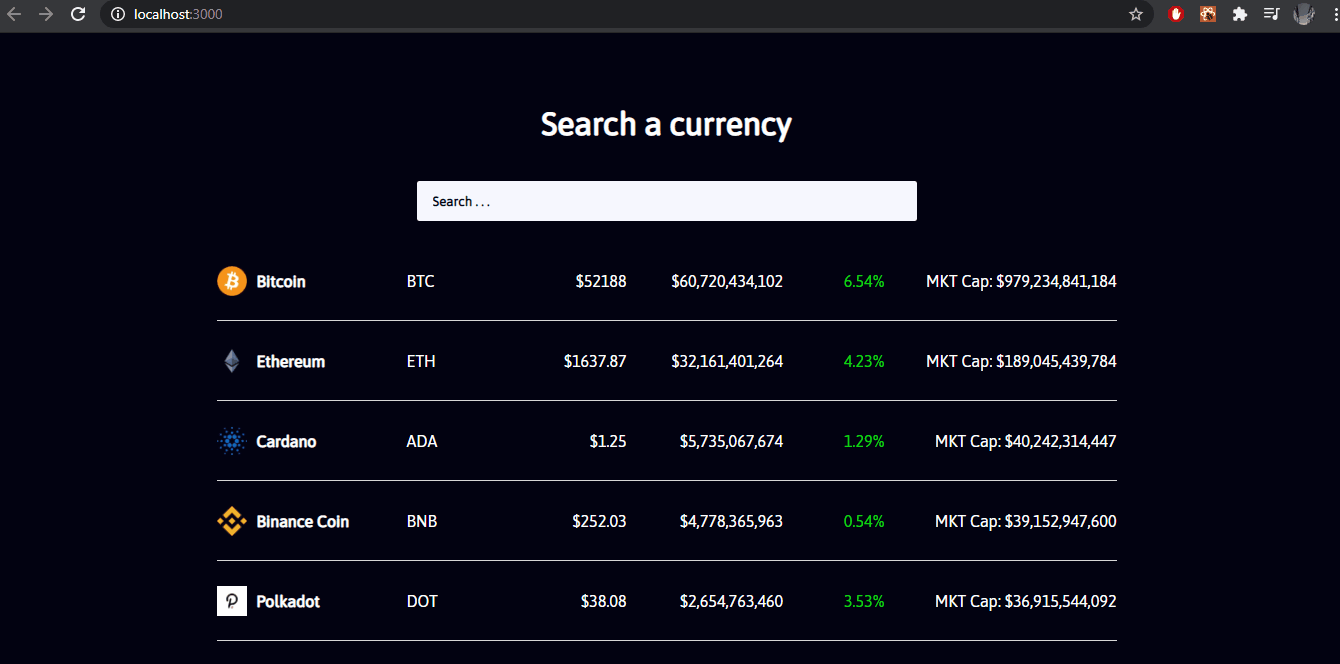 localhost:3000
Search a currency
Search . . .
Bitcoin BTC $52188 $60,720,434,102 6.54% MKT Cap: $979,234,841,184
Ethereum ETH $1637.87 $32,161,401,264 4.23% MKT Cap: $189,045,439,784
Cardano ADA $1.25 $5,735,067,674 1.29% MKT Cap: $40,242,314,447
Binance Coin BNB $252.03 $4,778,365,963 0.54% MKT Cap: $39,152,947,600
Polkadot DOT $38.08 $2,654,763,460 3.53% MKT Cap: $36,915,544,092